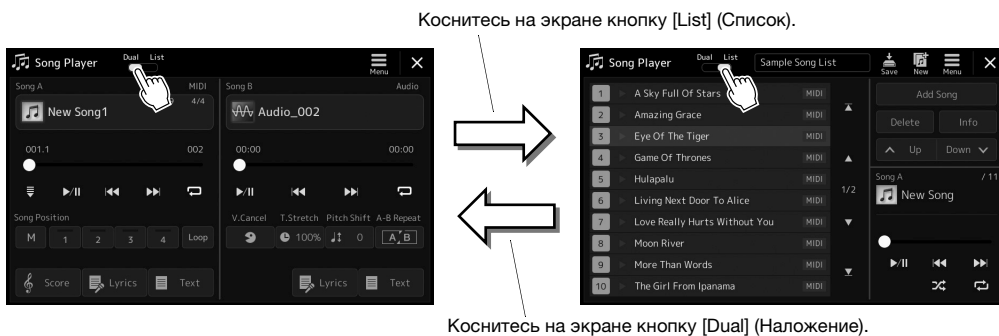 Коснитесь на экране кнопку [List] (Список).
Song Player Dual List Menu
Song A MIDI Song B Audio
New Song1 4/4 Audio_002
001.1 002 00:00 00:00
Song Position V.Cancel T.Stretch Pitch Shift A-B Repeat
M 1 2 3 4 Loop 100% 0 A B
Score Lyrics Text Lyrics Text
Song Player Dual List Sample Song List Save New Menu
1 A Sky Full Of Stars MIDI Add Song
2 Amazing Grace MIDI Delete Info
3 Eye Of The Tiger MIDI
4 Game Of Thrones MIDI Up Down
5 Hulapalu MIDI Song A / 11
1/2
6 Living Next Door To Alice MIDI New Song
7 Love Really Hurts Without You MIDI
8 Moon River MIDI
9 More Than Words MIDI
10 The Girl From Ipanama MIDI
Коснитесь на экране кнопку [Dual] (Наложение).